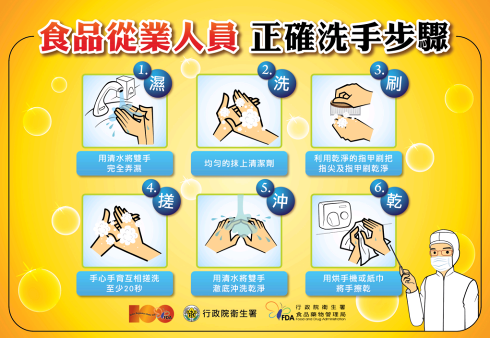 食品從業人員 正確洗手步驟
1. 濕
2. 洗
3. 刷
用清水將雙手
完全弄濕
均勻的抹上清潔劑
利用乾淨的指甲刷把
指尖及指甲刷乾淨
4. 搓
5. 沖
6. 乾
手心手背互相搓洗
至少20秒
用清水將雙手
澈底沖洗乾淨
用烘手機或紙巾
將手擦乾
100
行政院衛生署
FDA
行政院衛生署
食品藥物管理局
Food and Drug Administration